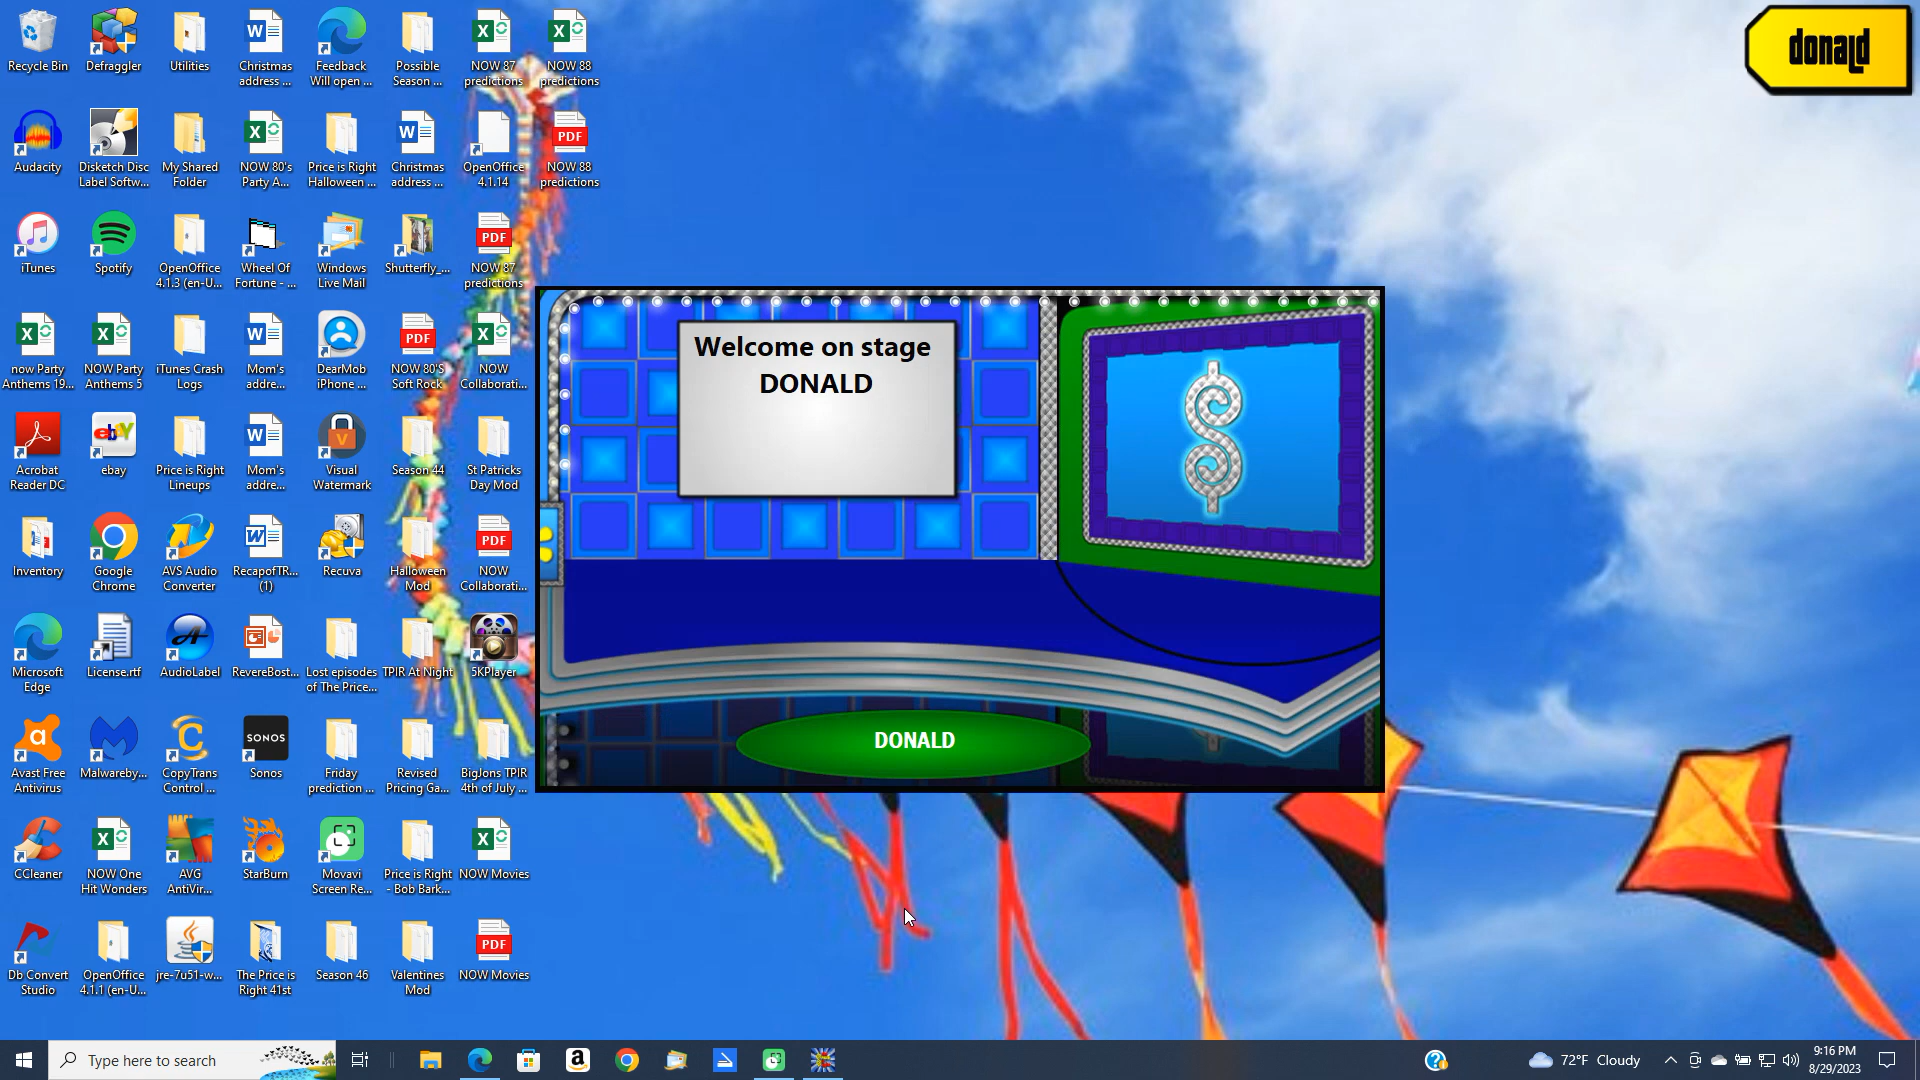 Recycle Bin
Defraggler
Utilities
Christmas
address ...
Feedback
Will open ...
Possible
Season ...
NOW 87
predictions
NOW 88
predictions
Audacity
Disketch Disc
Label Softw...
My Shared
Folder
NOW 80's
Party A...
Price is Right
Halloween ...
Christmas
address ...
OpenOffice
4.1.14
PDF
NOW 88
predictions
iTunes
Spotify
OpenOffice
4.1.3 (en-U...
Wheel Of
Fortune - ...
Windows
Live Mail
Shutterfly_...
PDF
NOW 87
predictions
now Party
Anthems 19...
NOW Party
Anthems 5
iTunes Crash
Logs
Mom's
addre...
DearMob
iPhone ...
PDF
NOW 80'S
Soft Rock
NOW
Collaborati...
Acrobat
Reader DC
ebay
ebay
Price is Right
Lineups
Mom's
addre...
Visual
Watermark
Season 44
St Patricks
Day Mod
Inventory
Google
Chrome
AVS Audio
Converter
RecapofTR...
(1)
Recuva
Halloween
Mod
PDF
NOW
Collaborati...
Microsoft
Edge
License.rtf
AudioLabel
RevereBost...
Lost episodes
of The Price...
TPIR At Night
5KPlayer
Avast Free
Antivirus
Malwareby...
CopyTrans
Control ...
SONOS
Sonos
Friday
prediction ...
Revised
Pricing Ga...
BigJons TPIR
4th of July ...
CCleaner
NOW One
Hit Wonders
AVG
AntiVir...
StarBurn
Movavi
Screen Re...
Price is Right
- Bob Bark...
NOW Movies
Db Convert
Studio
OpenOffice
4.1.1 (en-U...
jre-7u51-w...
The Price is
Right 41st
Season 46
Valentines
Mod
PDF
NOW Movies
donald
Welcome on stage
DONALD
DONALD
Type here to search
72°F Cloudy
9:16 PM
8/29/2023